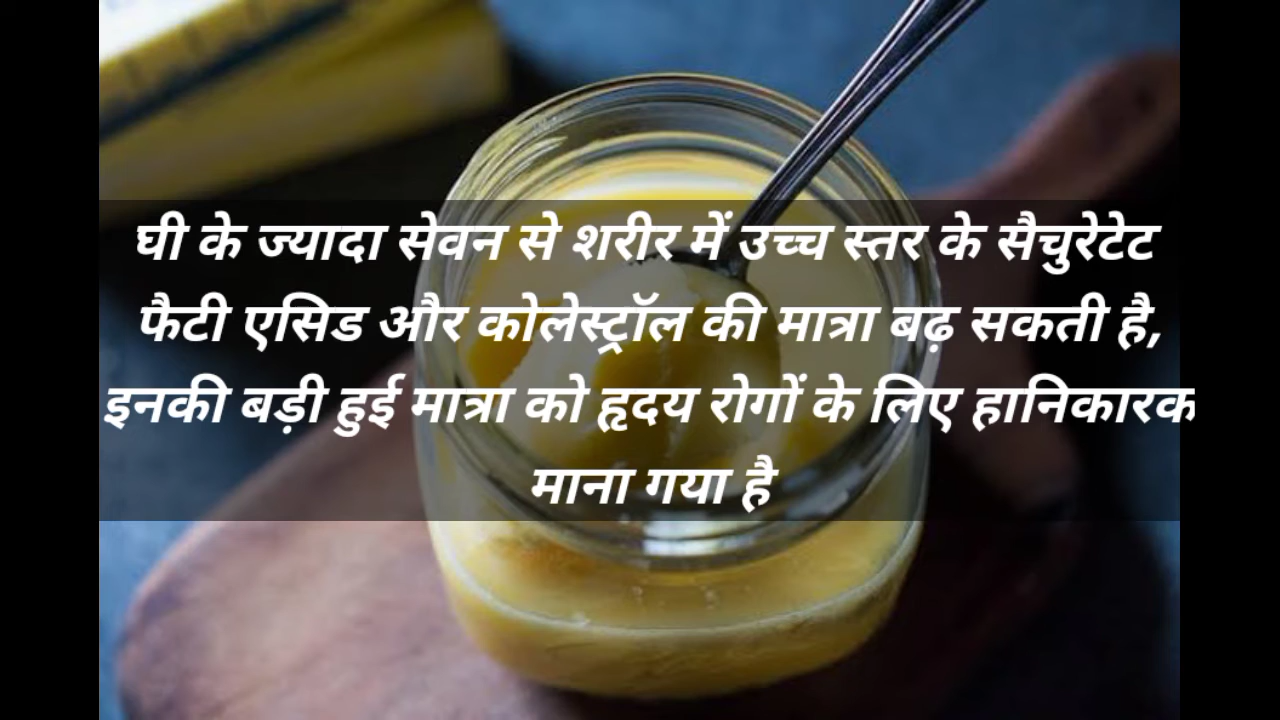 घी के ज्यादा सेवन से शरीर में उच्च स्तर के सैचुरेटेट
फैटी एसिड और कोलेस्ट्रॉल की मात्रा बढ़ सकती है,
इनकी बड़ी हुई मात्रा को हृदय रोगों के लिए हानिकारक
माना गया है